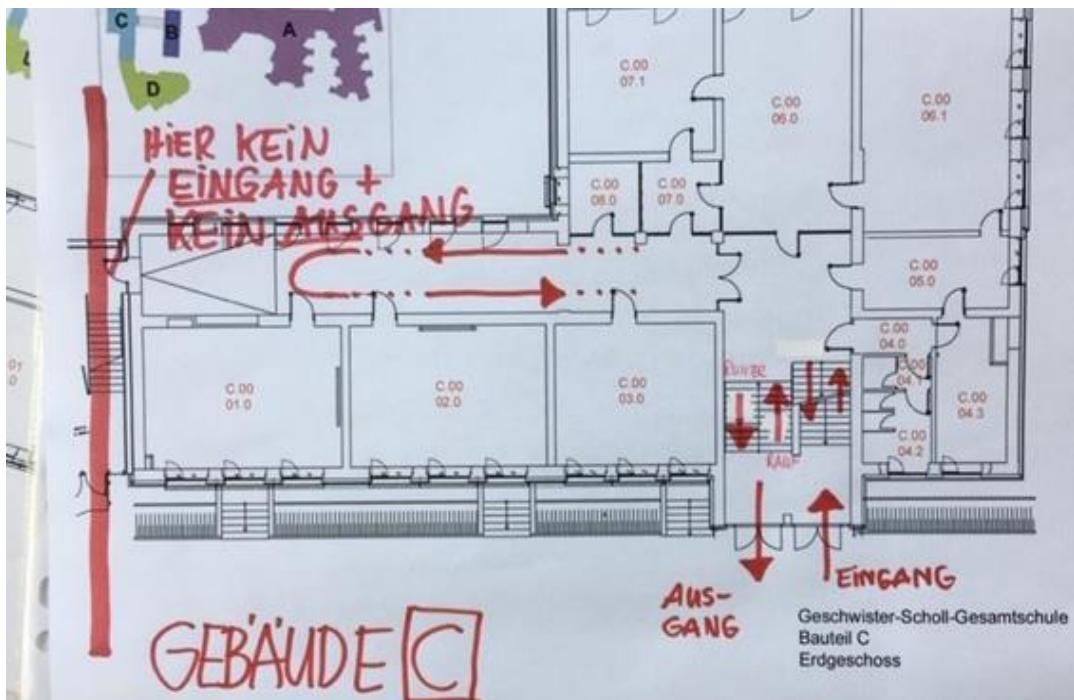 C
B
A
D
HIER KEIN
EINGANG +
KEIN AUSGANG
C.00
07.1
C.00
06.0
C.00
06.1
C.00
08.0
C.00
07.0
C.00
05.0
C.00
04.0
C.00
04.1
C.00
04.3
C.00
04.2
C.00
01.0
C.00
02.0
C.00
03.0
RUNTER
RAUF
AUS-
GANG
EINGANG
GEBÄUDE C
Geschwister-Scholl-Gesamtschule
Bauteil C
Erdgeschoss